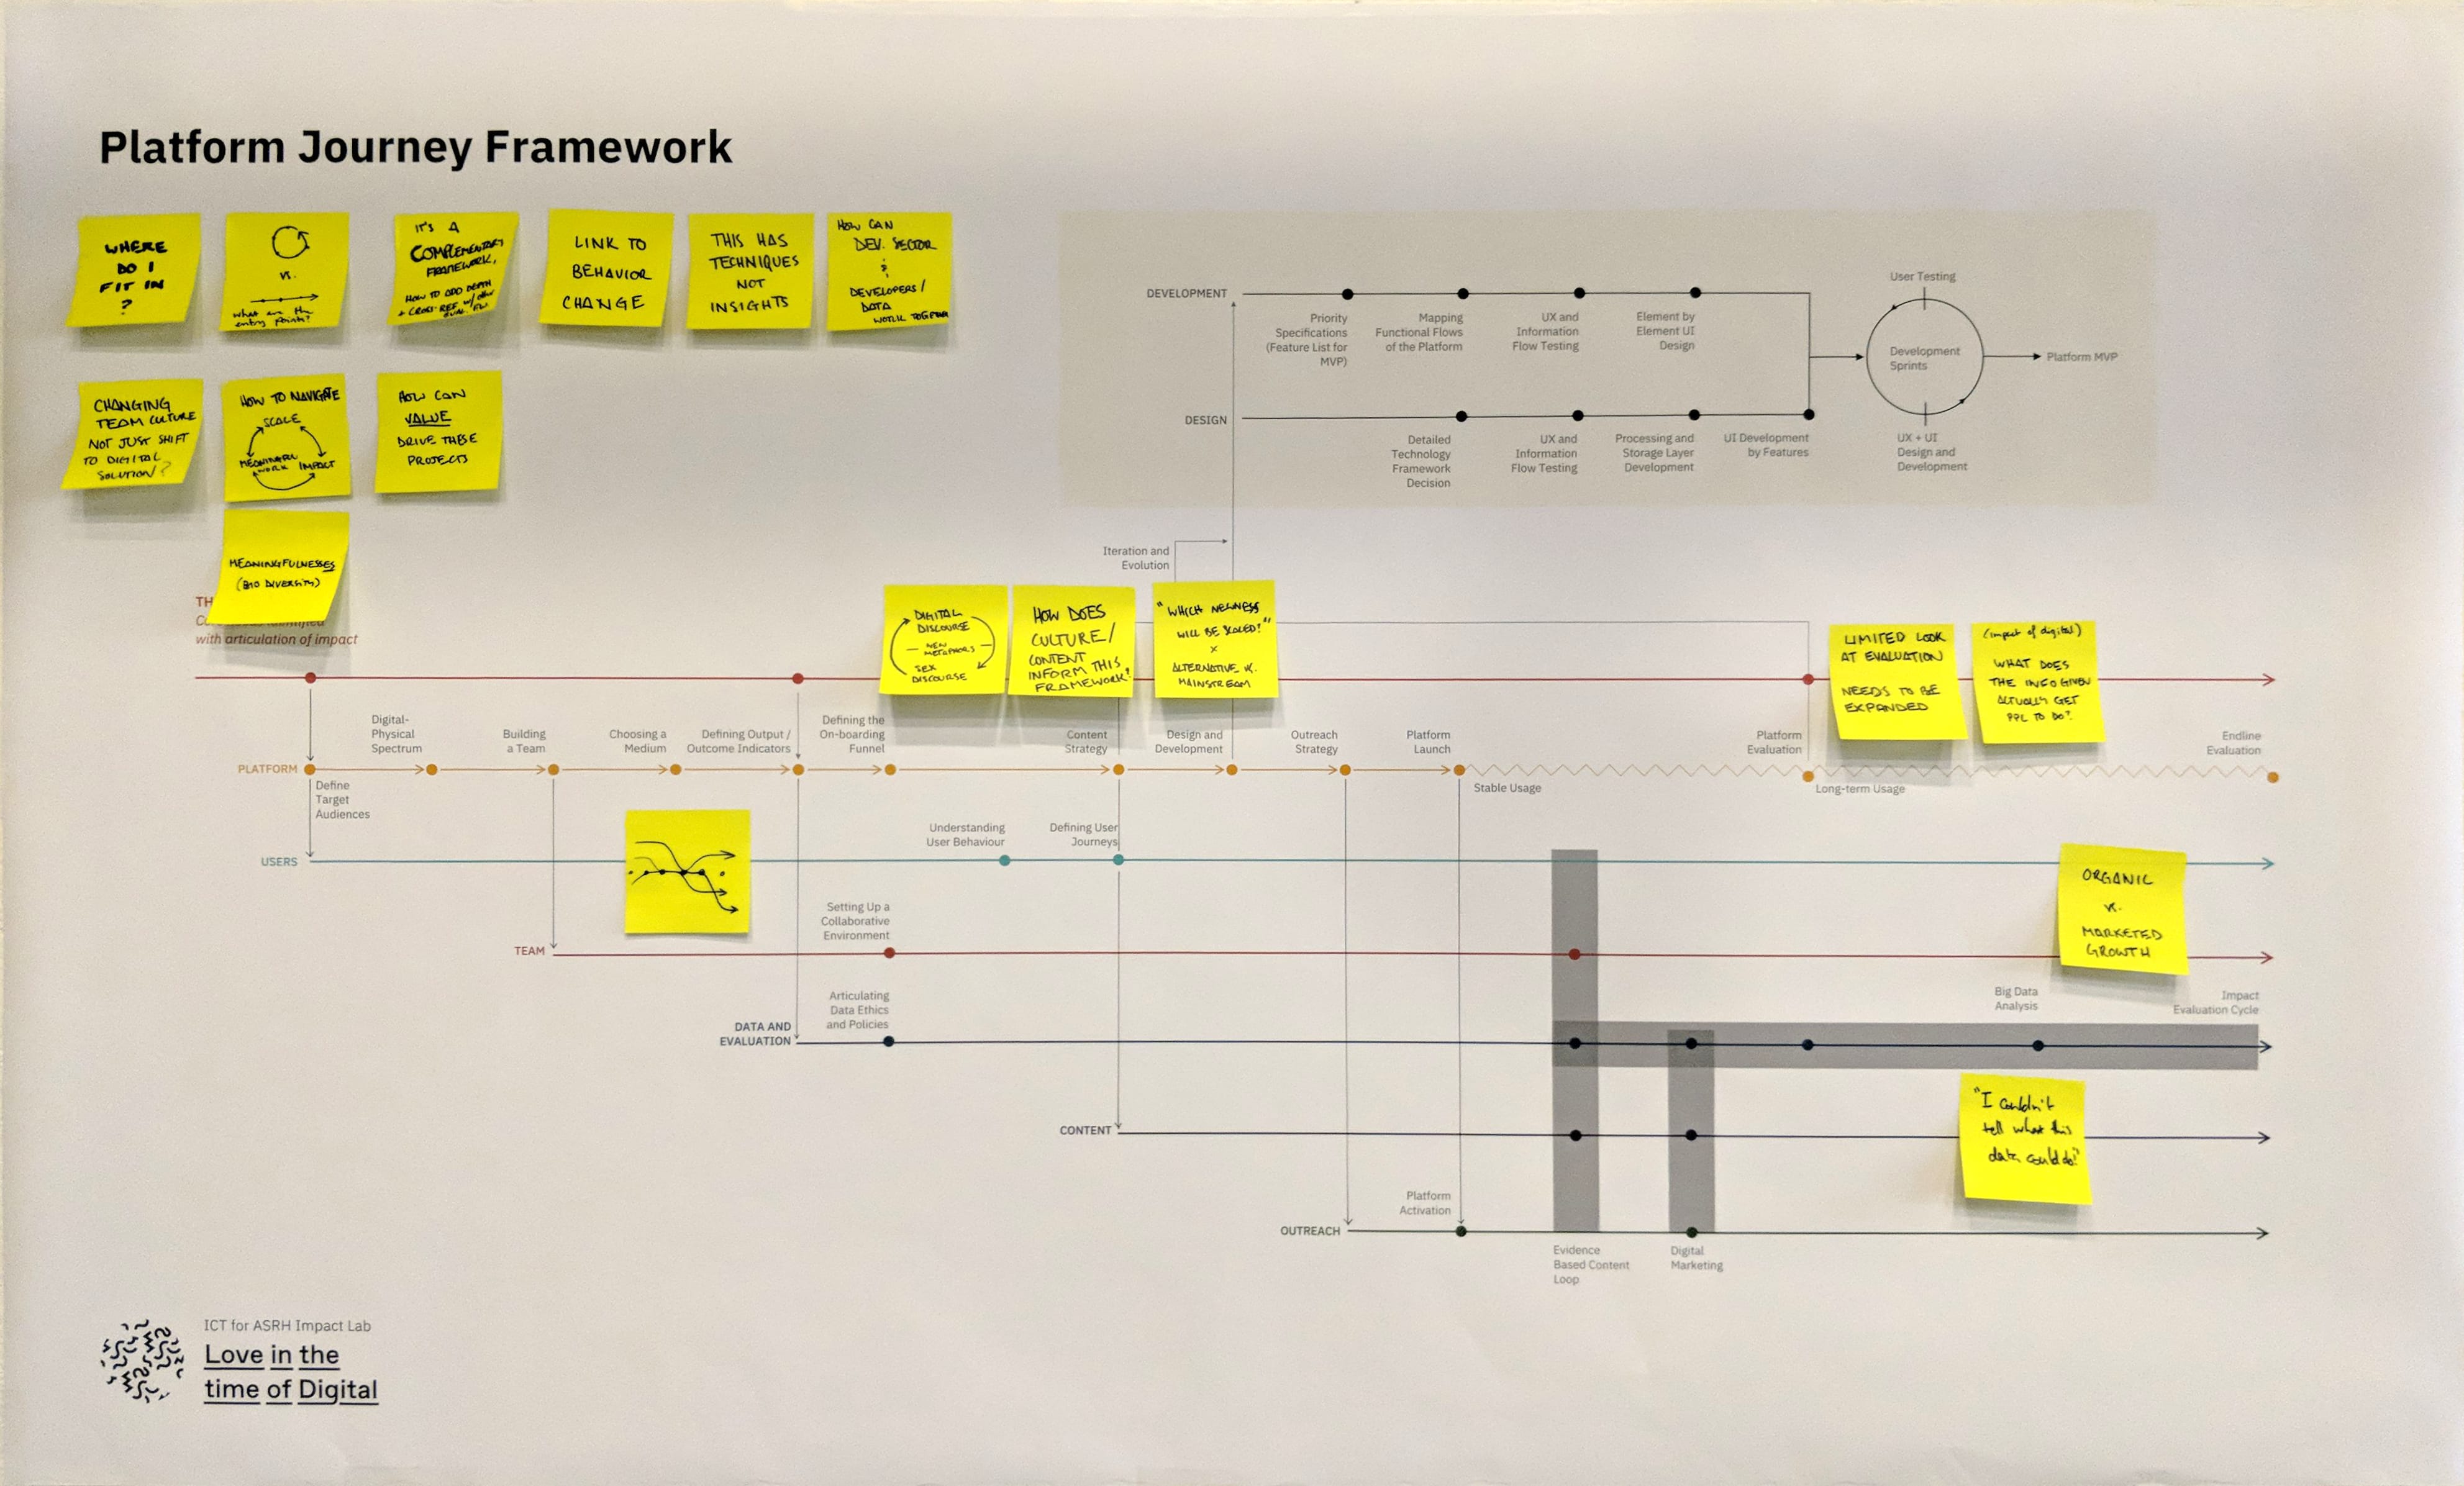 Platform Journey Framework
WHERE
DO I
FIT IN
?
vs.
what are the
entry points?
IT'S A
COMPLEMENTARY
FRAMEWORK,
HOW TO ADD DEPTH
+ CROSS-REF. W/ other
LINK TO
BEHAVIOR
CHANGE
THIS HAS
TECHNIQUES
NOT
INSIGHTS
HOW CAN
DEV. SECTOR
DEVELOPERS/
DATA
WORK TOGETHER
CHANGING
TEAM CULTURE
NOT JUST SHIFT
TO DIGITAL
SOLUTION?
HOW TO NAVIGATE
SCALE
MEANINGFUL
WORK
IMPACT
HOW CAN
VALUE
DRIVE THESE
PROJECTS
MEANINGFULNESSES
(BIO DIVERSITY)
DEVELOPMENT
Priority
Specifications
(Feature List for
MVP)
Mapping
Functional Flows
of the Platform
UX and
Information
Flow Testing
Element by
Element UI
Design
User Testing
Development
Sprints
Platform MVP
UX + UI
Design and
Development
DESIGN
Detailed
Technology
Framework
Decision
UX and
Information
Flow Testing
Processing and
Storage Layer
Development
UI Development
by Features
Iteration and
Evolution
TH
with articulation of impact
DIGITAL
DISCOURSE
NEW
METAPHORS
SEX
DISCOURSE
HOW DOES
CULTURE/
CONTENT
INFORM THIS
FRAMEWORK?
"WHICH NEWNESS
WILL BE SCALED?"
x
ALTERNATIVE vs.
MAINSTREAM
LIMITED LOOK
AT EVALUATION
NEEDS TO BE
EXPANDED
(impact of digital)
WHAT DOES
THE INFO GIVEN
ACTUALLY GET
PPL TO DO?
PLATFORM
Define
Target
Audiences
Digital-
Physical
Spectrum
Building
a Team
Choosing a
Medium
Defining Output /
Outcome Indicators
Defining the
On-boarding
Funnel
Content
Strategy
Design and
Development
Outreach
Strategy
Platform
Launch
Stable Usage
Platform
Evaluation
Long-term Usage
Endline
Evaluation
USERS
Understanding
User Behaviour
Defining User
Journeys
ORGANIC
vs.
MARKETED
GROWTH
TEAM
Setting Up a
Collaborative
Environment
DATA AND
EVALUATION
Articulating
Data Ethics
and Policies
Big Data
Analysis
Impact
Evaluation Cycle
CONTENT
"I couldn't
tell what this
data could do!"
OUTREACH
Platform
Activation
Evidence
Based Content
Loop
Digital
Marketing
ICT for ASRH Impact Lab
Love in the
time of Digital